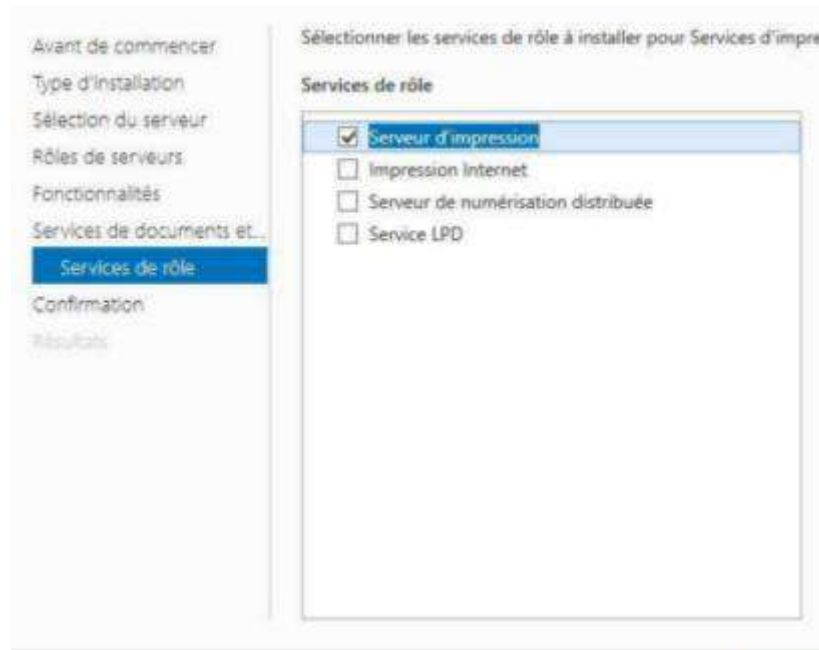 Avant de commencer
Type d'installation
Sélection du serveur
Rôles de serveurs
Fonctionnalités
Services de documents et...
Services de rôle
Confirmation
Résultats
Sélectionner les services de rôle à installer pour Services d'impre
Services de rôle
Serveur d'impression
Impression Internet
Serveur de numérisation distribuée
Service LPD